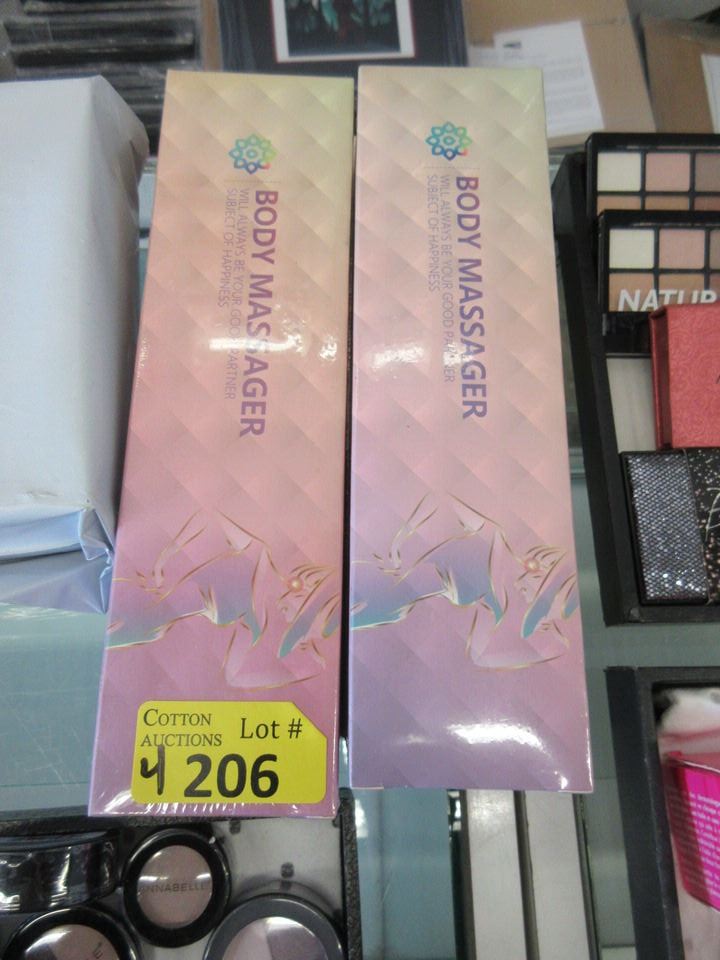 BODY MASSAGER
WILL ALWAYS BE YOUR GOOD PARTNER
SUBJECT OF HAPPINESS
BODY MASSAGER
WILL ALWAYS BE YOUR GOOD PARTNER
SUBJECT OF HAPPINESS
NATUR
COTTON
AUCTIONS
Lot #
4 206
ANNABELLE